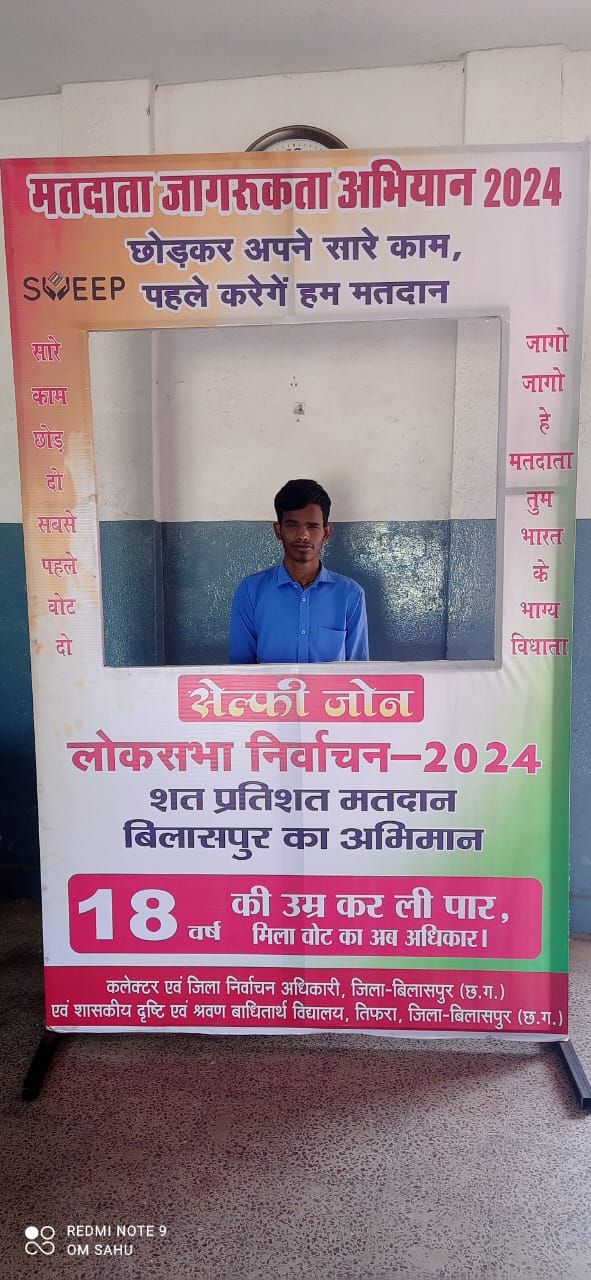 मतदाता जागरूकता अभियान 2024
छोड़कर अपने सारे काम,
SWEEP
पहले करेगें हम मतदान
सारे
काम
छोड़
दो
सबसे
पहले
वोट
दो
जागो
जागो
हे
मतदाता
तुम
भारत
के
भाग्य
विधाता
सेल्फी जोन
लोकसभा निर्वाचन–2024
शत प्रतिशत मतदान
बिलासपुर का अभिमान
18 वर्ष
की उम्र कर ली पार,
मिला वोट का अब अधिकार।
कलेक्टर एवं जिला निर्वाचन अधिकारी, जिला-बिलासपुर (छ.ग.)
एवं शासकीय दृष्टि एवं श्रवण बाधितार्थ विद्यालय, तिफरा, जिला-बिलासपुर (छ.ग.)
REDMI NOTE 9
OM SAHU